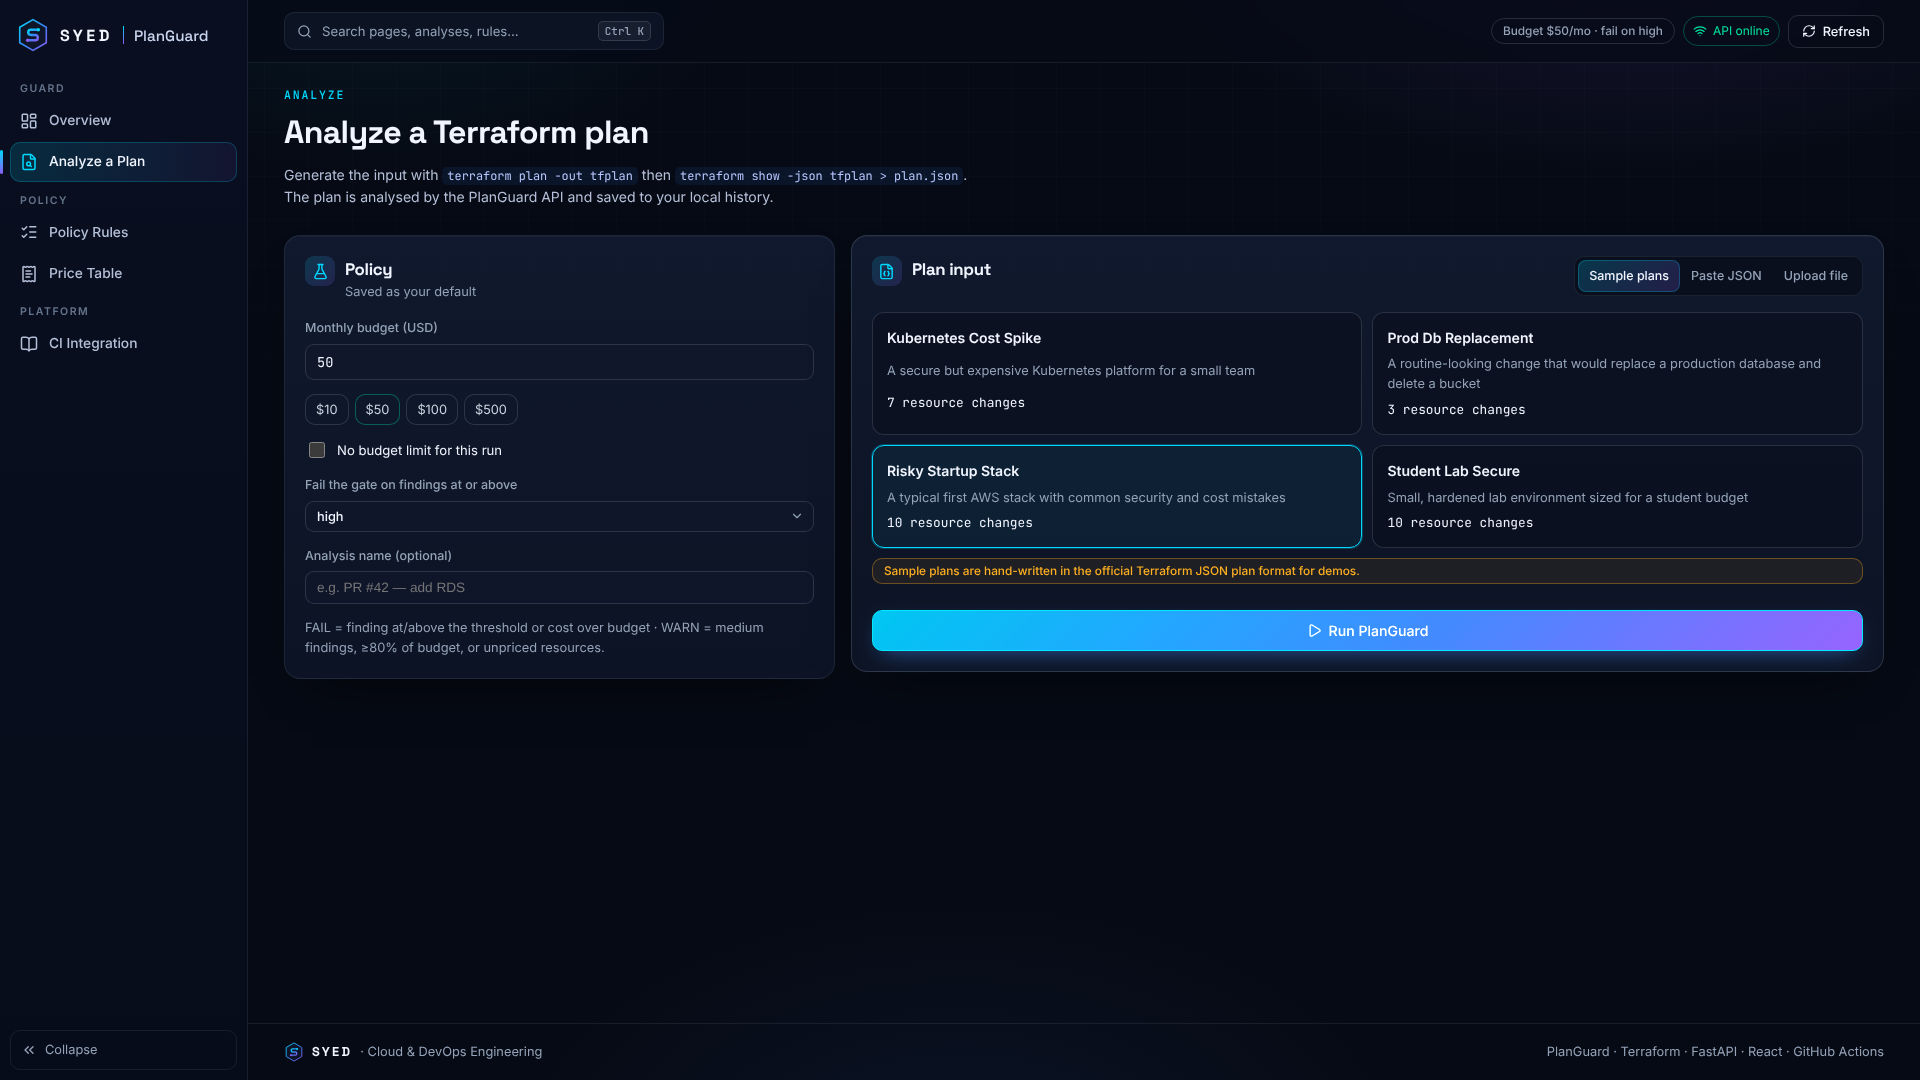 SYED | PlanGuard
GUARD
Overview
Analyze a Plan
POLICY
Policy Rules
Price Table
PLATFORM
CI Integration
Collapse
Search pages, analyses, rules...
Ctrl K
Budget $50/mo · fail on high
API online
Refresh
ANALYZE
Analyze a Terraform plan
Generate the input with terraform plan -out tfplan then terraform show -json tfplan > plan.json.
The plan is analysed by the PlanGuard API and saved to your local history.
Policy
Saved as your default
Monthly budget (USD)
50
$10 $50 $100 $500
No budget limit for this run
Fail the gate on findings at or above
high
Analysis name (optional)
e.g. PR #42 — add RDS
FAIL = finding at/above the threshold or cost over budget · WARN = medium
findings, ≥80% of budget, or unpriced resources.
Plan input
Sample plans Paste JSON Upload file
Kubernetes Cost Spike
A secure but expensive Kubernetes platform for a small team
7 resource changes
Prod Db Replacement
A routine-looking change that would replace a production database and
delete a bucket
3 resource changes
Risky Startup Stack
A typical first AWS stack with common security and cost mistakes
10 resource changes
Student Lab Secure
Small, hardened lab environment sized for a student budget
10 resource changes
Sample plans are hand-written in the official Terraform JSON plan format for demos.
Run PlanGuard
SYED · Cloud & DevOps Engineering
PlanGuard · Terraform · FastAPI · React · GitHub Actions